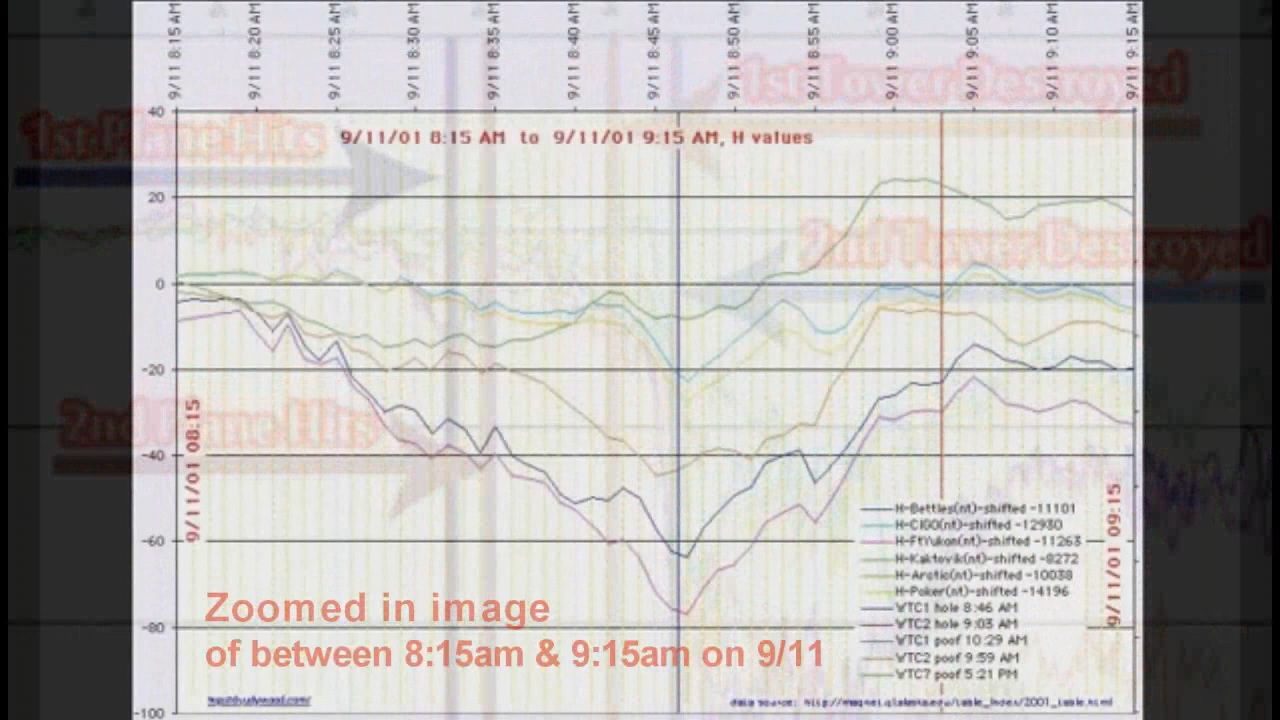 9/11 8:15 AM
9/11 8:20 AM
9/11 8:25 AM
9/11 8:30 AM
9/11 8:35 AM
9/11 8:40 AM
9/11 8:45 AM
9/11 8:50 AM
9/11 8:55 AM
9/11 9:00 AM
9/11 9:05 AM
9/11 9:10 AM
9/11 9:15 AM
1st Tower Destroyed
1st Plane Hits
9/11/01 8:15 AM to 9/11/01 9:15 AM, H values
2nd Tower Destroyed
2nd Plane Hits
40
20
0
-20
-40
-60
-80
-100
9/11/01 08:15
9/11/01 09:15
H-Bettles(nt)-shifted -11101
H-CIGO(nt)-shifted -12930
H-FtYukon(nt)-shifted -11263
H-Kaktovik(nt)-shifted -8272
H-Arctic(nt)-shifted -10038
H-Poker(nt)-shifted -14196
WTC1 hole 8:46 AM
WTC2 hole 9:03 AM
WTC1 poof 10:29 AM
WTC2 poof 9:59 AM
WTC7 poof 5:21 PM
Zoomed in image
of between 8:15am & 9:15am on 9/11
data source: